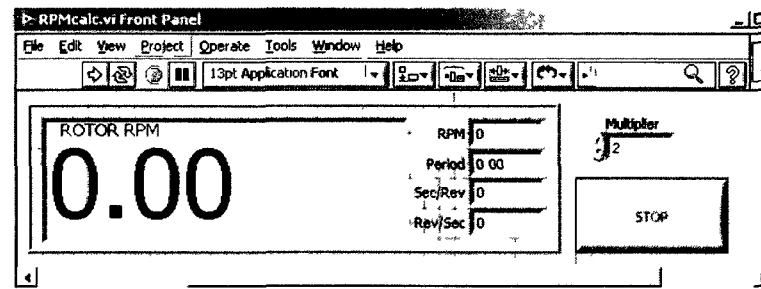 RPMcalc.vi Front Panel
File Edit View Project Operate Tools Window Help
13pt Application Font
ROTOR RPM
0.00
RPM 0
Period 0 00
Sec/Rev 0
Rev/Sec 0
Multiplier
2
STOP